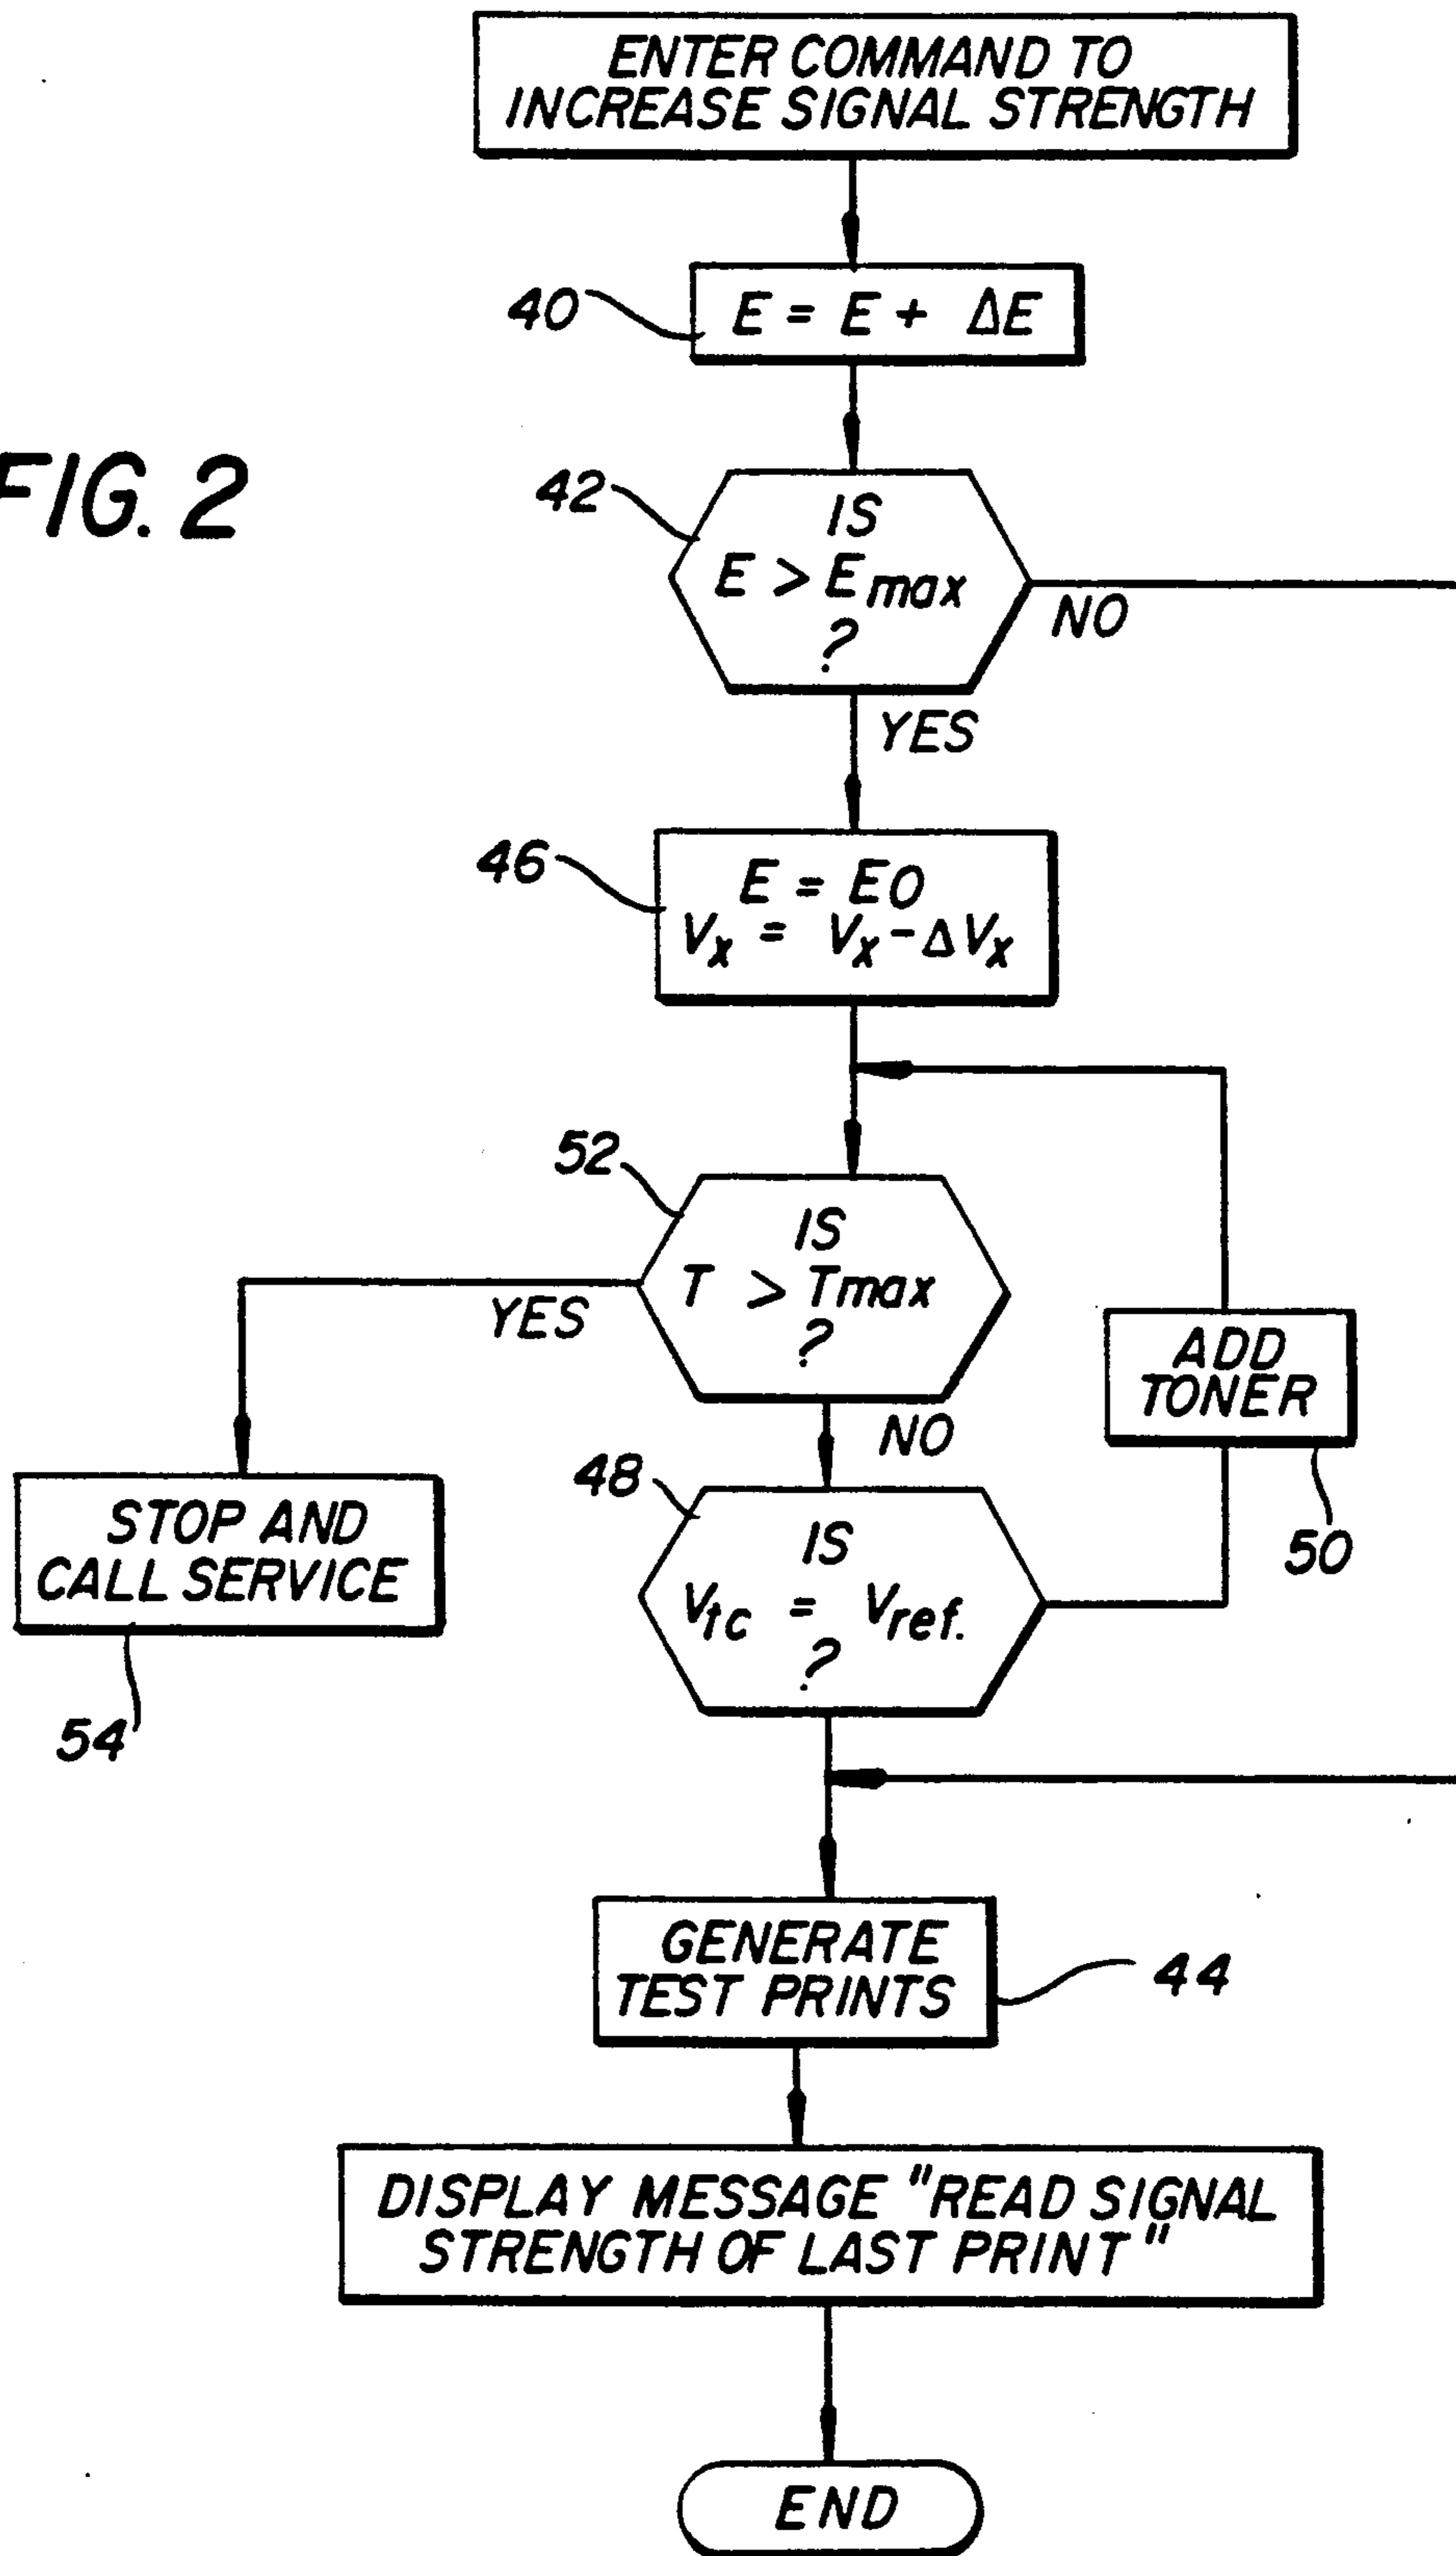 ENTER COMMAND TO
INCREASE SIGNAL STRENGTH
40
E = E + ΔE
FIG. 2
42
IS
E > Emax
?
NO
YES
46
E = EO
Vx = Vx - ΔVx
52
IS
T > Tmax
?
YES
NO
ADD
TONER
50
STOP AND
CALL SERVICE
54
48
IS
Vtc = Vref.
?
GENERATE
TEST PRINTS
44
DISPLAY MESSAGE "READ SIGNAL
STRENGTH OF LAST PRINT"
END